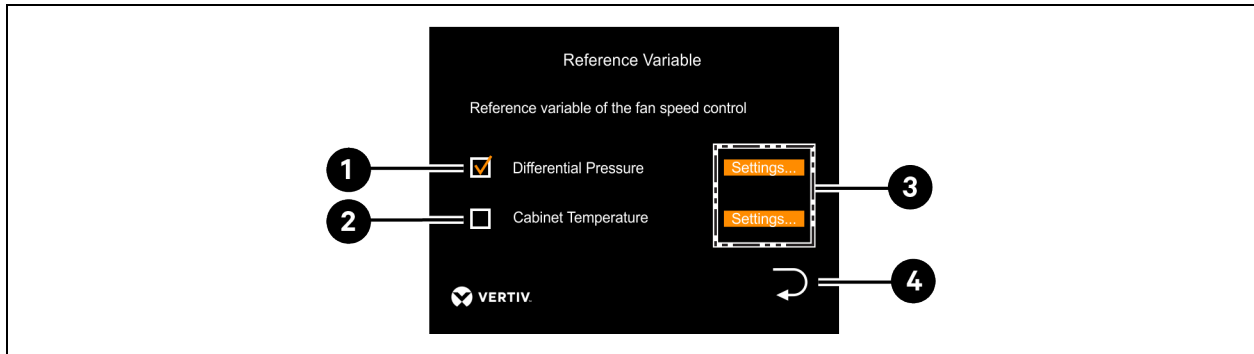 Reference Variable
Reference variable of the fan speed control
1
Differential Pressure
Settings...
3
2
Cabinet Temperature
Settings...
4
VERTIV.